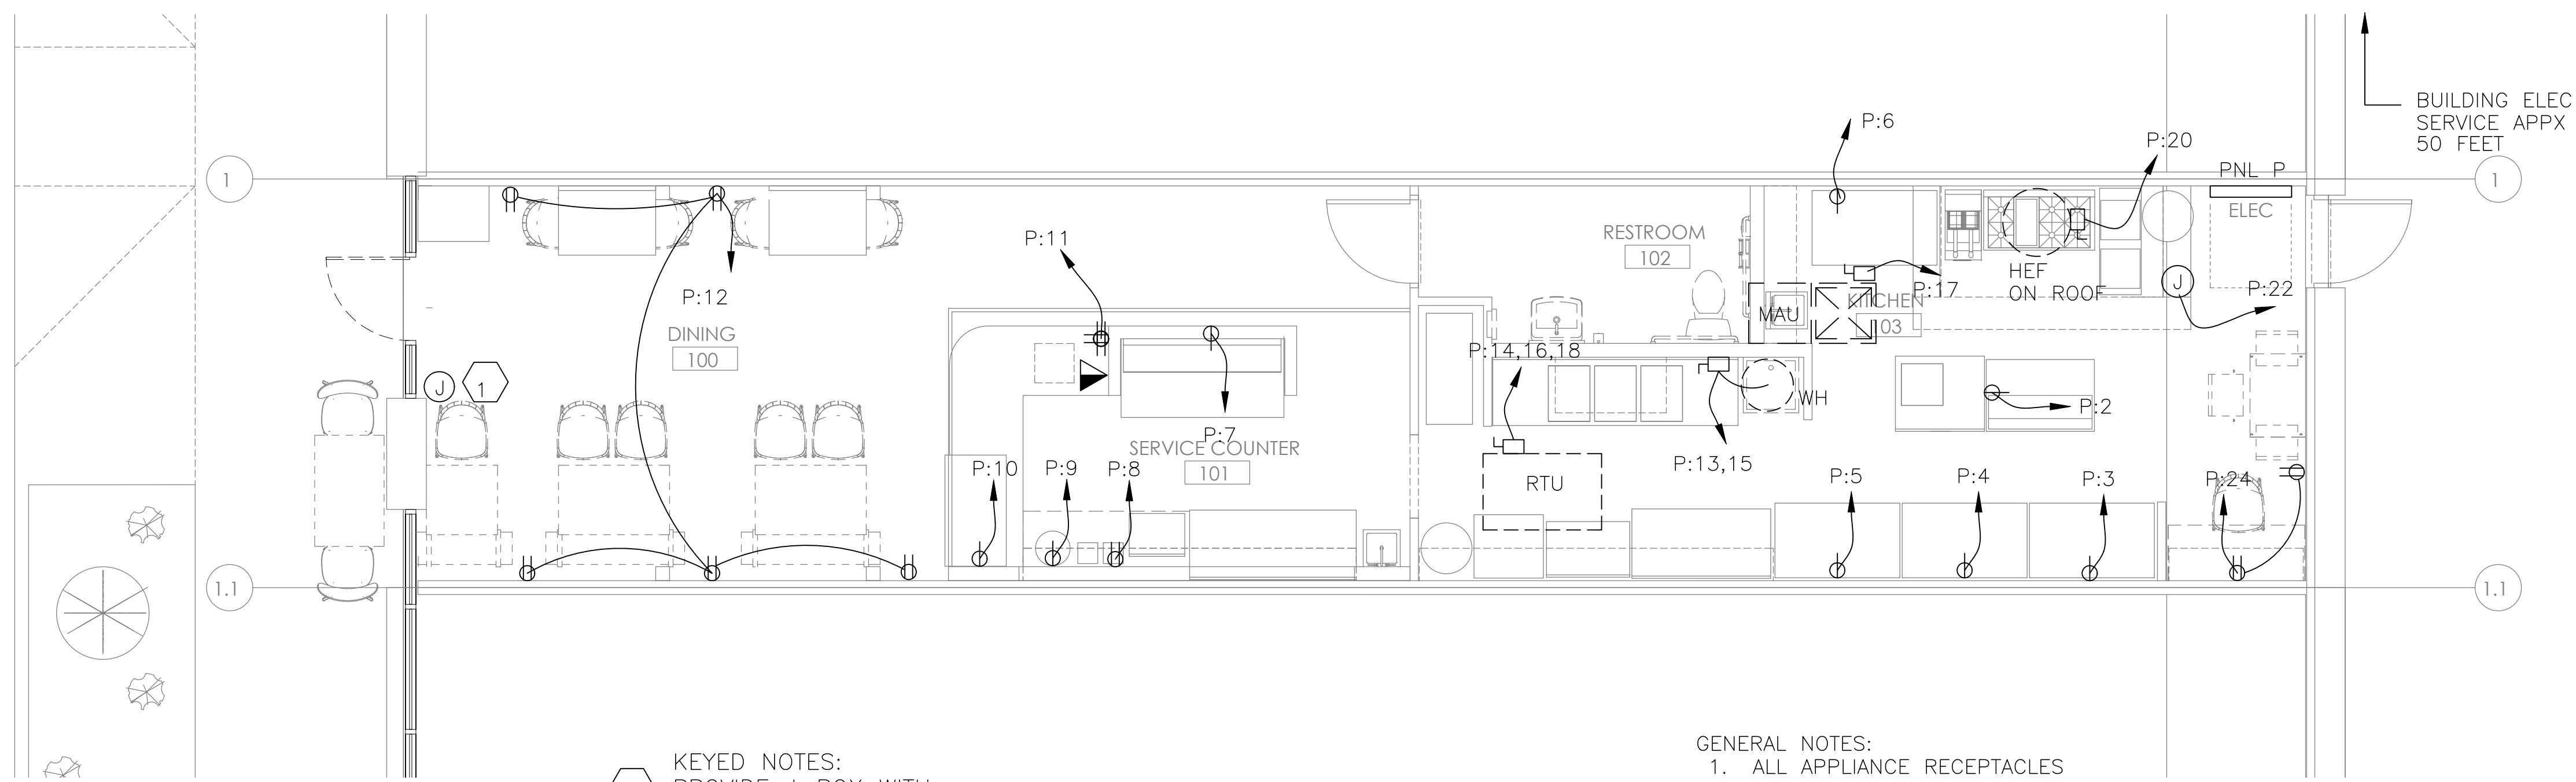 BUILDING ELEC
SERVICE APPX
50 FEET
P:6
P:20
PNL P
1
1
ELEC
P:11
RESTROOM
102
HEF
ON ROOF
P:12
P:17
P:22
J
KITCHEN
103
MAU
DINING
100
P:14,16,18
J
1
WH
P:2
P:7
SERVICE COUNTER
101
P:10
P:9
P:8
P:13,15
RTU
P:5
P:4
P:3
P:24
1.1
1.1
KEYED NOTES:
GENERAL NOTES:
1. ALL APPLIANCE RECEPTACLES